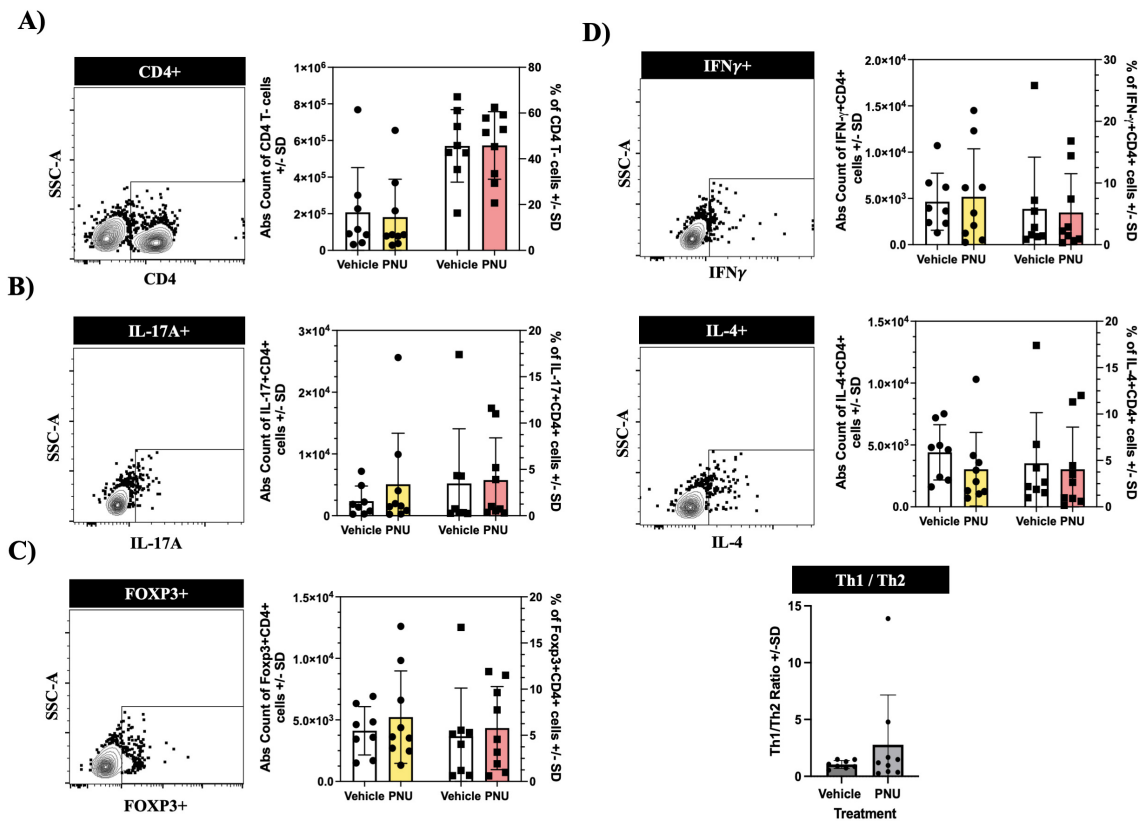 A)
CD4+
SSC-A
CD4
Abs Count of CD4 T- cells
+/- SD
1×10⁶
8×10⁵
6×10⁵
4×10⁵
2×10⁵
0
80
60
40
20
0
% of CD4 T- cells +/- SD
Vehicle PNU
Vehicle PNU
B)
IL-17A+
SSC-A
IL-17A
Abs Count of IL-17+CD4+
cells +/- SD
3×10⁴
2×10⁴
1×10⁴
0
20
15
10
5
0
% of IL-17+CD4+ cells +/- SD
Vehicle PNU
Vehicle PNU
C)
FOXP3+
SSC-A
FOXP3+
Abs Count of Foxp3+CD4+
cells +/- SD
1.5×10⁴
1.0×10⁴
5.0×10³
0.0
20
15
10
5
0
% of Foxp3+CD4+ cells +/- SD
Vehicle PNU
Vehicle PNU
D)
IFNγ+
SSC-A
IFNγ
Abs Count of IFN-γ+CD4+
cells +/- SD
2.0×10⁴
1.5×10⁴
1.0×10⁴
5.0×10³
0.0
30
20
10
0
% of IFN-γ+CD4+ cells +/- SD
Vehicle PNU
Vehicle PNU
IL-4+
SSC-A
IL-4
Abs Count of IL-4+CD4+
cells +/- SD
1.5×10⁴
1.0×10⁴
5.0×10³
0.0
20
15
10
5
0
% of IL-4+CD4+ cells +/- SD
Vehicle PNU
Vehicle PNU
Th1 / Th2
Th1/Th2 Ratio +/-SD
15
10
5
0
Vehicle PNU
Treatment